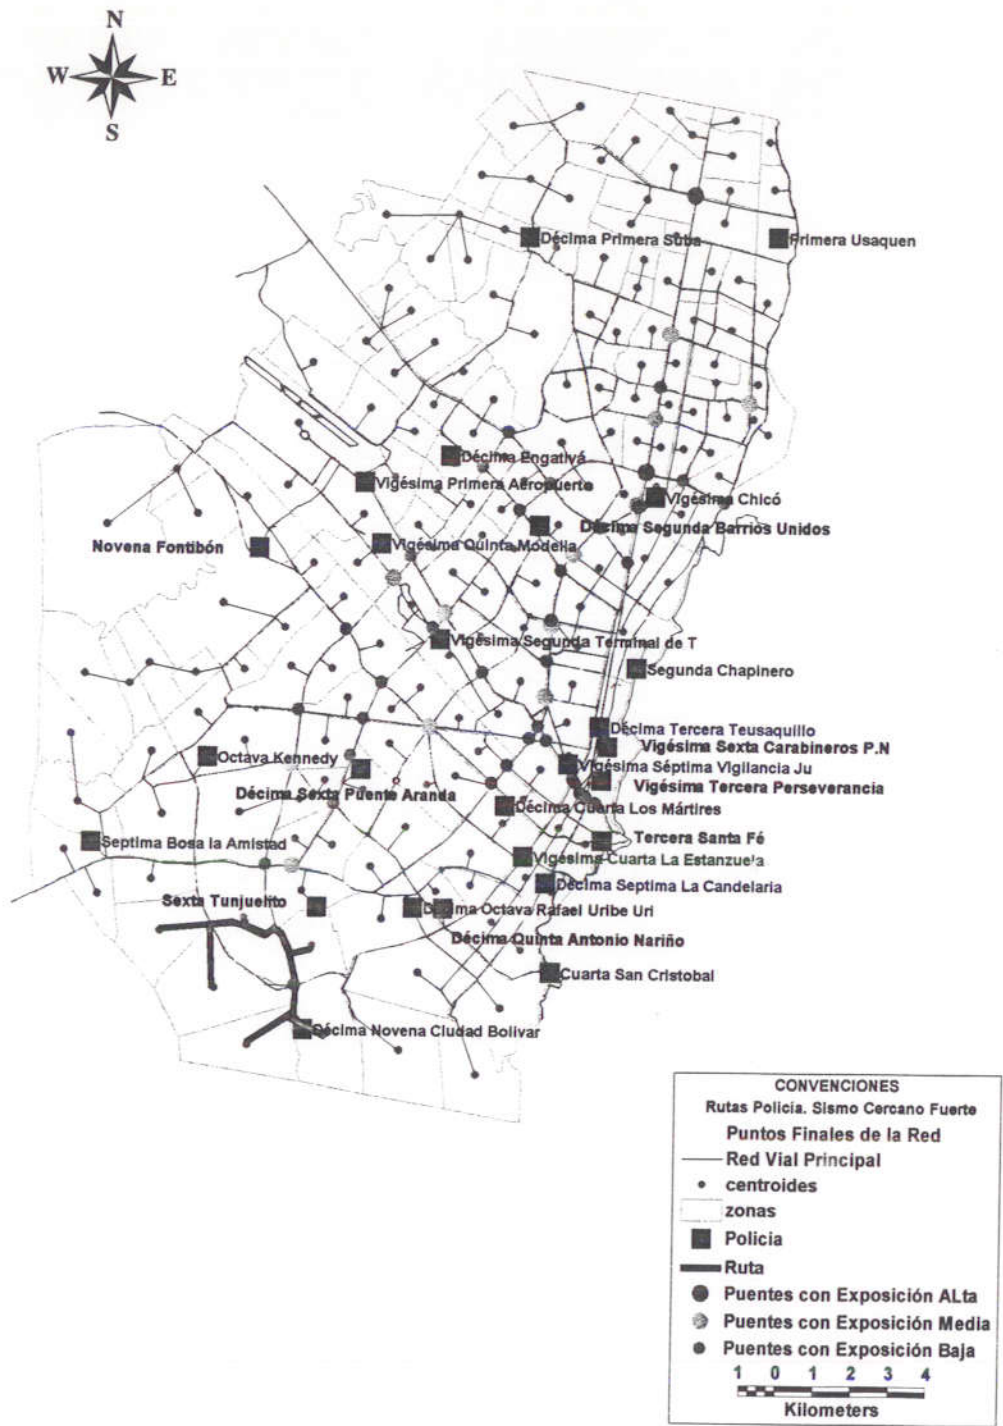 N
W E
S
Décima Primera Suba
Primera Usaquen
Décima Engativá
Vigésima Primera Aeropuerto
Vigésima Chicó
Décima Segunda Barrios Unidos
Novena Fontibón
Vigésima Quinta Modelia
Vigésima Segunda Terminal de T
Segunda Chapinero
Décima Tercera Teusaquillo
Vigésima Sexta Carabineros P.N
Octava Kennedy
Vigésima Séptima Vigilancia Ju
Vigésima Tercera Perseverancia
Décima Sexta Puente Aranda
Décima Cuarta Los Mártires
Septima Bosa la Amistad
Tercera Santa Fé
Vigésima Cuarta La Estanzuela
Décima Septima La Candelaria
Sexta Tunjuelito
Décima Octava Rafael Uribe Uri
Décima Quinta Antonio Nariño
Cuarta San Cristobal
Décima Novena Ciudad Bolivar
CONVENCIONES
Rutas Policía. Sismo Cercano Fuerte
Puntos Finales de la Red
Red Vial Principal
centroides
zonas
Policia
Ruta
Puentes con Exposición ALta
Puentes con Exposición Media
Puentes con Exposición Baja
1 0 1 2 3 4
Kilometers